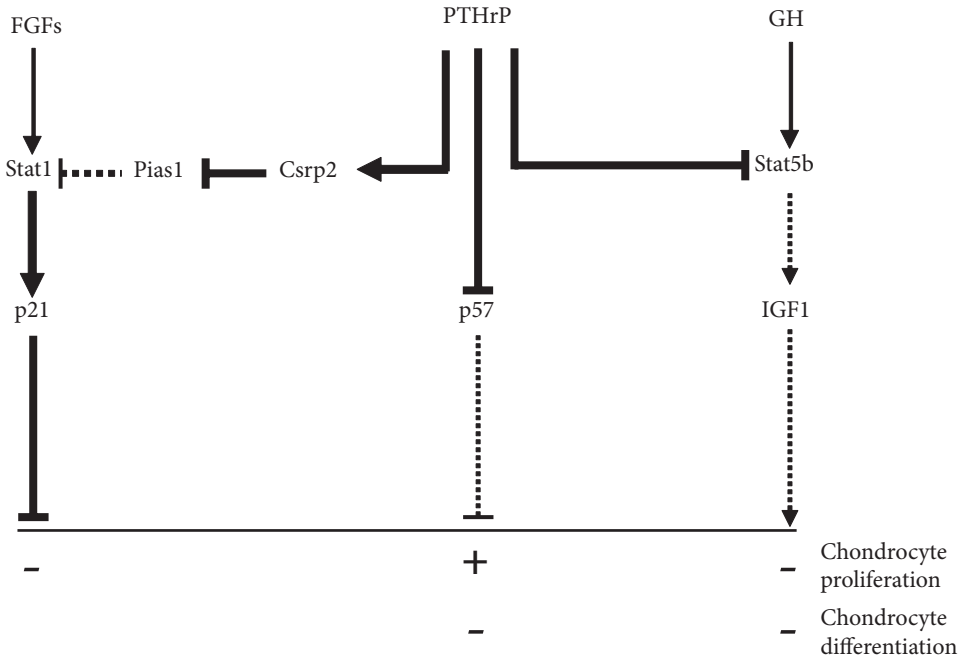 FGFs
PTHrP
GH
Stat1
Pias1
Csrp2
Stat5b
p21
p57
IGF1
–
+
–
Chondrocyte
proliferation
–
–
Chondrocyte
differentiation